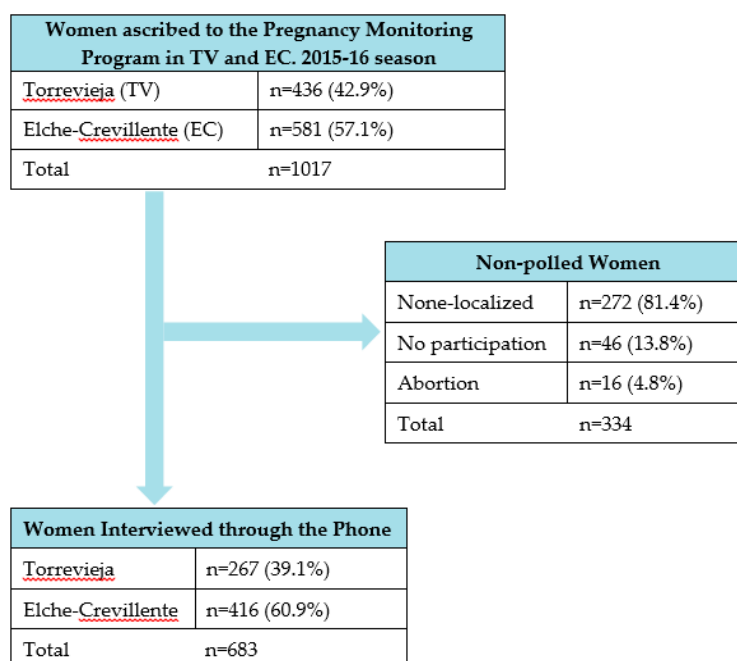 Women ascribed to the Pregnancy Monitoring
Program in TV and EC. 2015-16 season
Torrevieja (TV) n=436 (42.9%)
Elche-Crevillente (EC) n=581 (57.1%)
Total n=1017
Non-polled Women
None-localized n=272 (81.4%)
No participation n=46 (13.8%)
Abortion n=16 (4.8%)
Total n=334
Women Interviewed through the Phone
Torrevieja n=267 (39.1%)
Elche-Crevillente n=416 (60.9%)
Total n=683